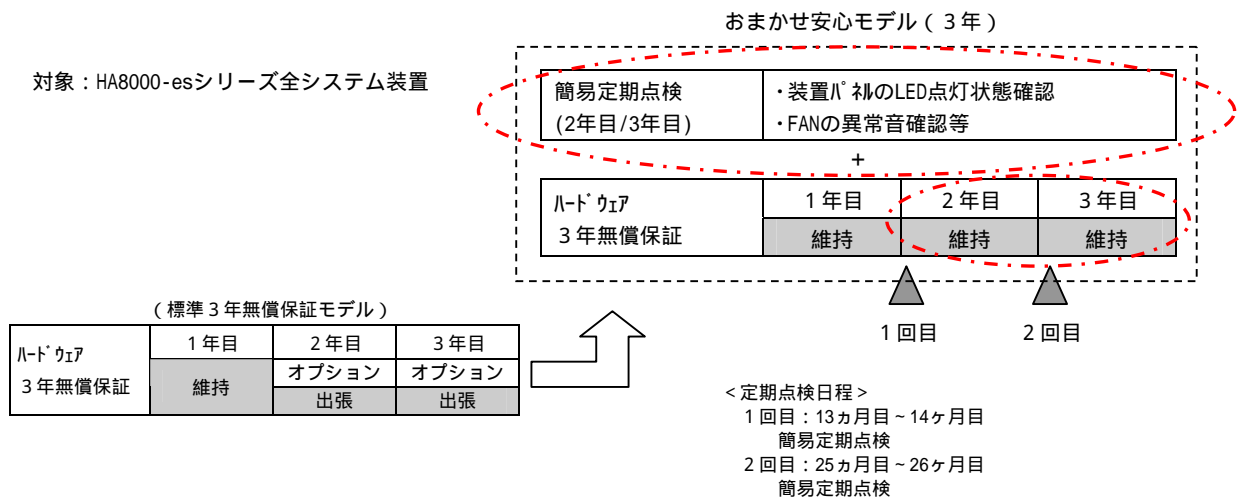 おまかせ安心モデル（３年）
対象：HA8000-esシリーズ全システム装置
簡易定期点検
(2年目/3年目)
・装置ﾊﾟﾈﾙのLED点灯状態確認
・FANの異常音確認等
+
ﾊｰﾄﾞｳｪｱ
３年無償保証
１年目 ２年目 ３年目
維持 維持 維持
１回目 ２回目
（標準３年無償保証モデル）
ﾊｰﾄﾞｳｪｱ
３年無償保証
１年目 ２年目 ３年目
維持 オプション オプション
出張 出張
＜定期点検日程＞
１回目：13ヵ月目～14ヶ月目
簡易定期点検
２回目：25ヵ月目～26ヶ月目
簡易定期点検